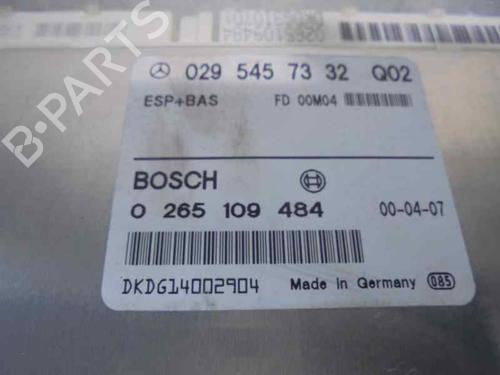 029 545 73 32 Q02
ESP+BAS FD 00M04
BOSCH
0 265 109 484 00-04-07
DKDG14002904 Made in Germany 085
B-PARTS